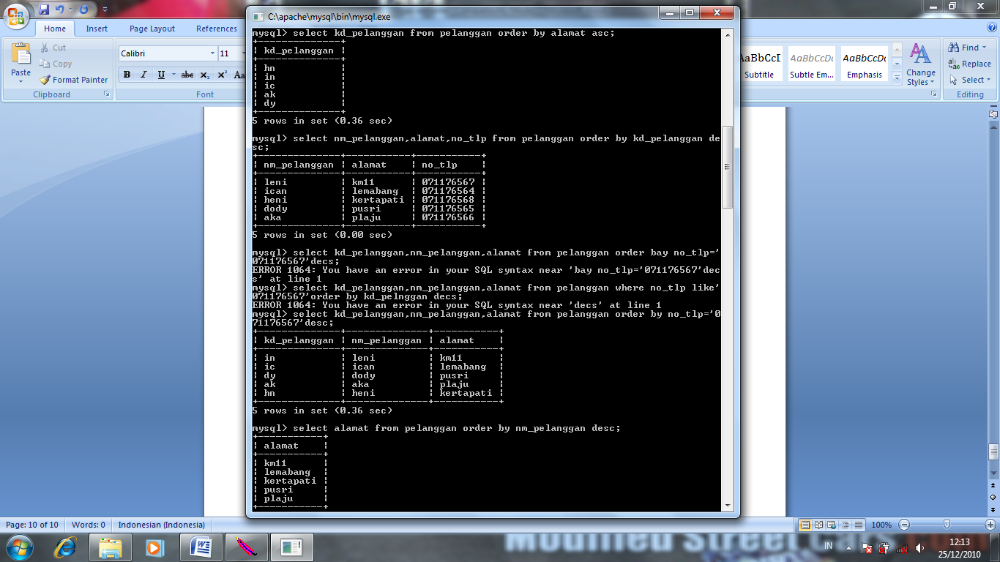 C:\apache\mysql\bin\mysql.exe
Home Insert Page Layout References
Paste
Cut
Copy
Format Painter
Clipboard
Calibri 11
B I U abc X₂ X² Aa
Font
AaBbCcI AaBbCcDc AaBbCcDc
Subtitle Subtle Em... Emphasis
Change
Styles
Find
Replace
Select
Editing
mysql> select kd_pelanggan from pelanggan order by alamat asc;
+--------------+
| kd_pelanggan |
+--------------+
| hn |
| in |
| ic |
| ak |
| dy |
+--------------+
5 rows in set (0.36 sec)
mysql> select nm_pelanggan,alamat,no_tlp from pelanggan order by kd_pelanggan de
sc;
+--------------+-----------+-----------+
| nm_pelanggan | alamat | no_tlp |
+--------------+-----------+-----------+
| leni | km11 | 071176567 |
| ican | lemabang | 071176564 |
| heni | kertapati | 071176568 |
| dody | pusri | 071176565 |
| aka | plaju | 071176566 |
+--------------+-----------+-----------+
5 rows in set (0.00 sec)
mysql> select kd_pelanggan,nm_pelanggan,alamat from pelanggan order bay no_tlp='
071176567'decs;
ERROR 1064: You have an error in your SQL syntax near 'bay no_tlp='071176567'dec
s' at line 1
mysql> select kd_pelanggan,nm_pelanggan,alamat from pelanggan where no_tlp like'
071176567'order by kd_pelnggan decs;
ERROR 1064: You have an error in your SQL syntax near 'decs' at line 1
mysql> select kd_pelanggan,nm_pelanggan,alamat from pelanggan order by no_tlp='0
71176567'desc;
+--------------+--------------+-----------+
| kd_pelanggan | nm_pelanggan | alamat |
+--------------+--------------+-----------+
| in | leni | km11 |
| ic | ican | lemabang |
| dy | dody | pusri |
| ak | aka | plaju |
| hn | heni | kertapati |
+--------------+--------------+-----------+
5 rows in set (0.36 sec)
mysql> select alamat from pelanggan order by nm_pelanggan desc;
+-----------+
| alamat |
+-----------+
| km11 |
| lemabang |
| kertapati |
| pusri |
| plaju |
+-----------+
Page: 10 of 10 Words: 0 Indonesian (Indonesia) 100%
IN
12:13
25/12/2010